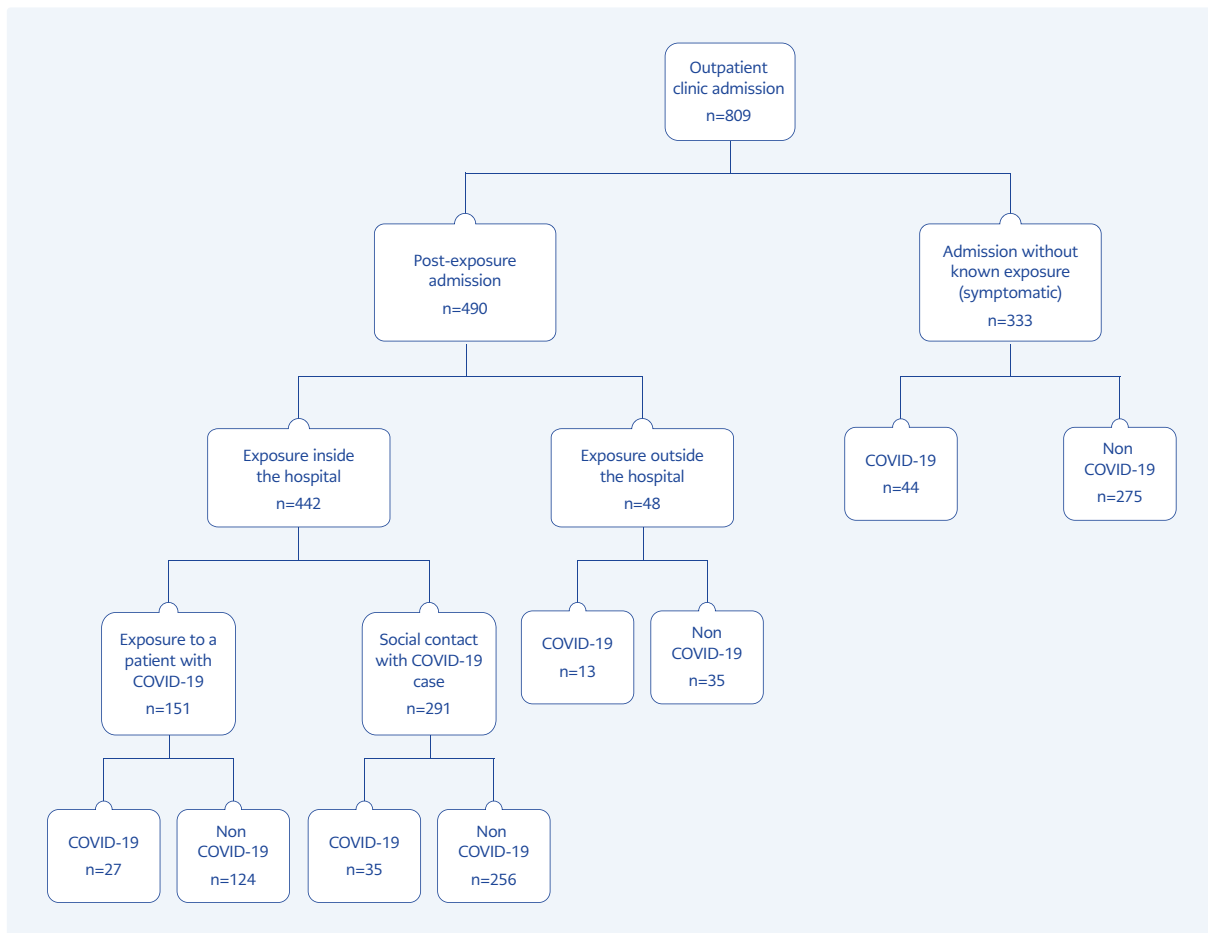 Outpatient
clinic admission
n=809
Post-exposure
admission
n=490
Admission without
known exposure
(symptomatic)
n=333
Exposure inside
the hospital
n=442
Exposure outside
the hospital
n=48
COVID-19
n=44
Non
COVID-19
n=275
Exposure to a
patient with
COVID-19
n=151
Social contact
with COVID-19
case
n=291
COVID-19
n=13
Non
COVID-19
n=35
COVID-19
n=27
Non
COVID-19
n=124
COVID-19
n=35
Non
COVID-19
n=256